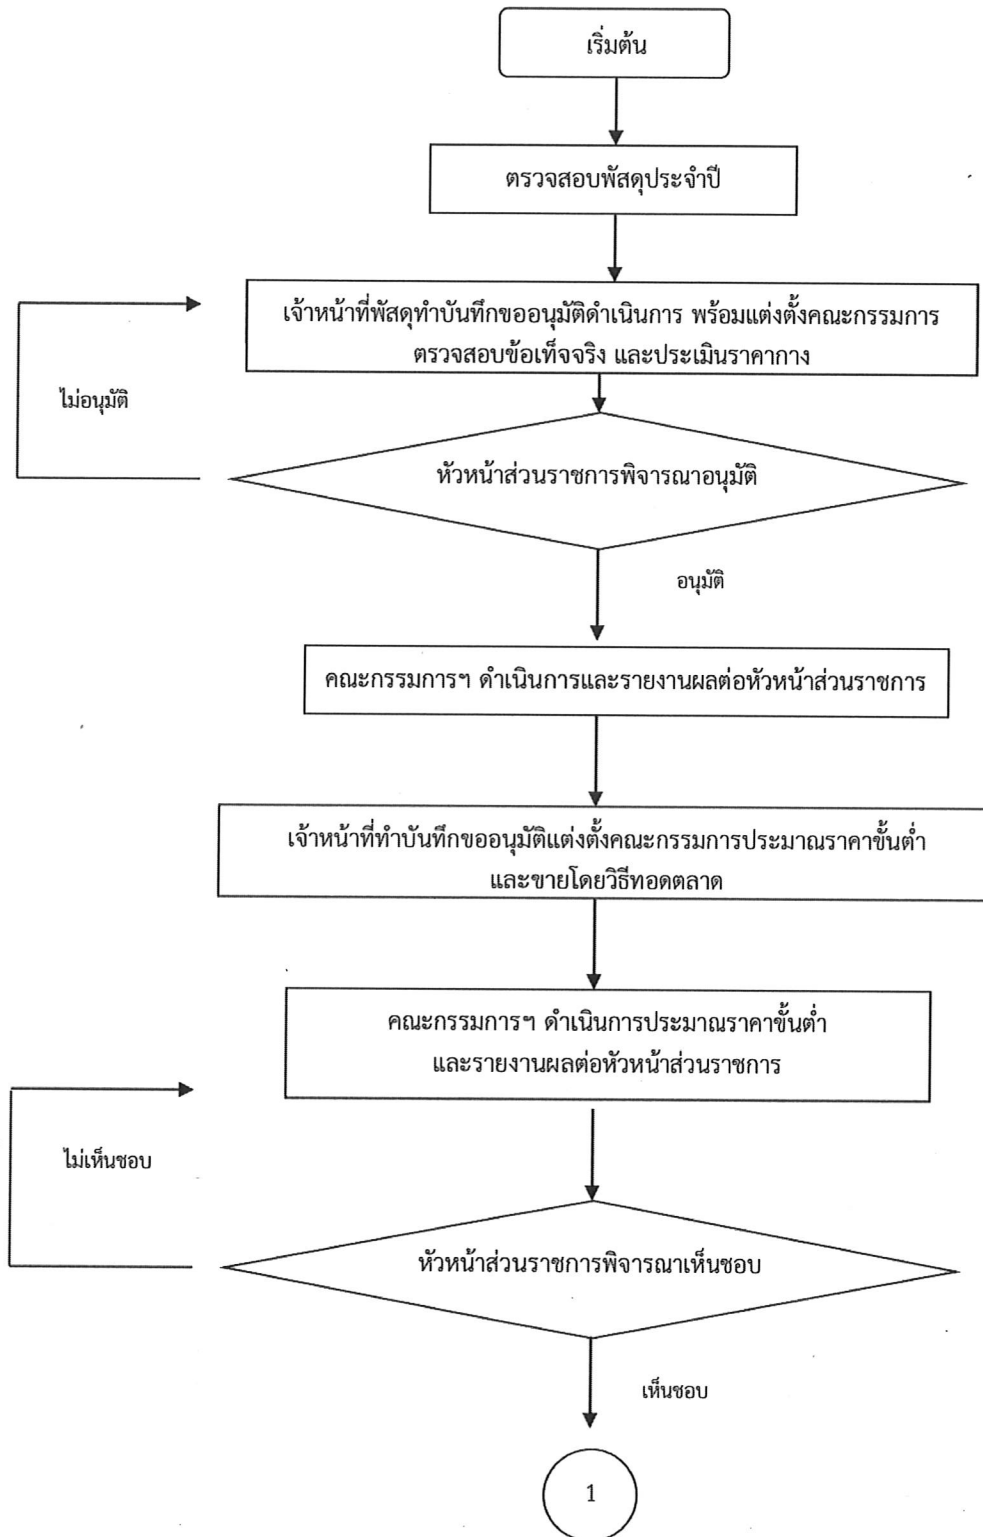 เริ่มต้น
ตรวจสอบพัสดุประจำปี
เจ้าหน้าที่พัสดุทำบันทึกขออนุมัติดำเนินการ พร้อมแต่งตั้งคณะกรรมการ
ตรวจสอบข้อเท็จจริง และประเมินราคากาง
ไม่อนุมัติ
หัวหน้าส่วนราชการพิจารณาอนุมัติ
อนุมัติ
คณะกรรมการฯ ดำเนินการและรายงานผลต่อหัวหน้าส่วนราชการ
เจ้าหน้าที่ทำบันทึกขออนุมัติแต่งตั้งคณะกรรมการประมาณราคาขั้นต่ำ
และขายโดยวิธีทอดตลาด
คณะกรรมการฯ ดำเนินการประมาณราคาขั้นต่ำ
และรายงานผลต่อหัวหน้าส่วนราชการ
ไม่เห็นชอบ
หัวหน้าส่วนราชการพิจารณาเห็นชอบ
เห็นชอบ
1